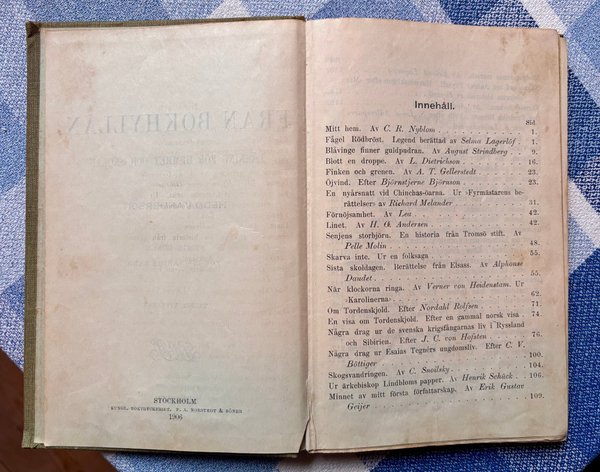 STOCKHOLM
KUNGL. BOKTRYCKERIET. P. A. NORSTEDT & SÖNER
1906
Innehåll.
Sid.
Mitt hem. Av C. R. Nyblom 1.
Fågel Rödbröst. Legend berättad av Selma Lagerlöf 1.
Blåvinge finner guldpudran. Av August Strindberg
Blott en droppe. Av L. Dietrichson 16.
Finken och grenen. Av A. T. Gellerstedt 23.
Öjvind. Efter Björnstjerne Björnson 23.
En nyårsnatt vid Chinchas-öarna. Ur »Fyrmästarens be-
rättelser» av Richard Melander 31.
Förnöjsamhet. Av Lea 42.
Linet. Av H. C. Andersen 42.
Senjens storbjörn. En historia från Tromsö stift. Av
Pelle Molin 48.
Skarva inte. Ur en folksaga 55.
Sista skoldagen. Berättelse från Elsass. Av Alphonse
Daudet 55.
När klockorna ringa. Av Verner von Heidenstam. Ur
»Karolinerna» 62.
Om Tordenskjold. Efter Nordahl Rolfsen 71.
En visa om Tordenskjold. Efter en gammal norsk visa 74.
Några drag ur de svenska krigsfångarnas liv i Ryssland
och Sibirien. Efter J. C. von Hofsten 76.
Några drag ur Esaias Tegnérs ungdomsliv. Efter C. V.
Böttiger 100.
Skogsvandringen. Av C. Snoilsky 104.
Ur ärkebiskop Lindbloms papper. Av Henrik Schück 106.
Minnet av mitt första författarskap. Av Erik Gustav
Geijer 109.